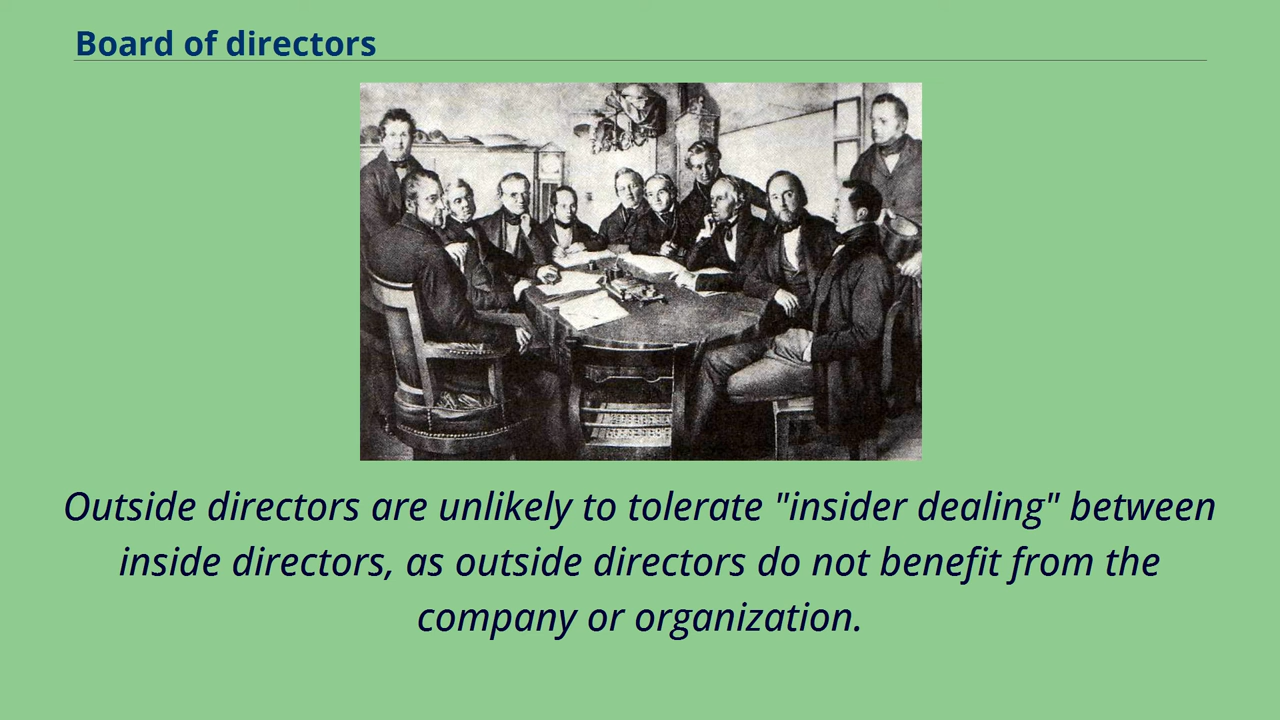 Board of directors
Outside directors are unlikely to tolerate "insider dealing" between
inside directors, as outside directors do not benefit from the
company or organization.